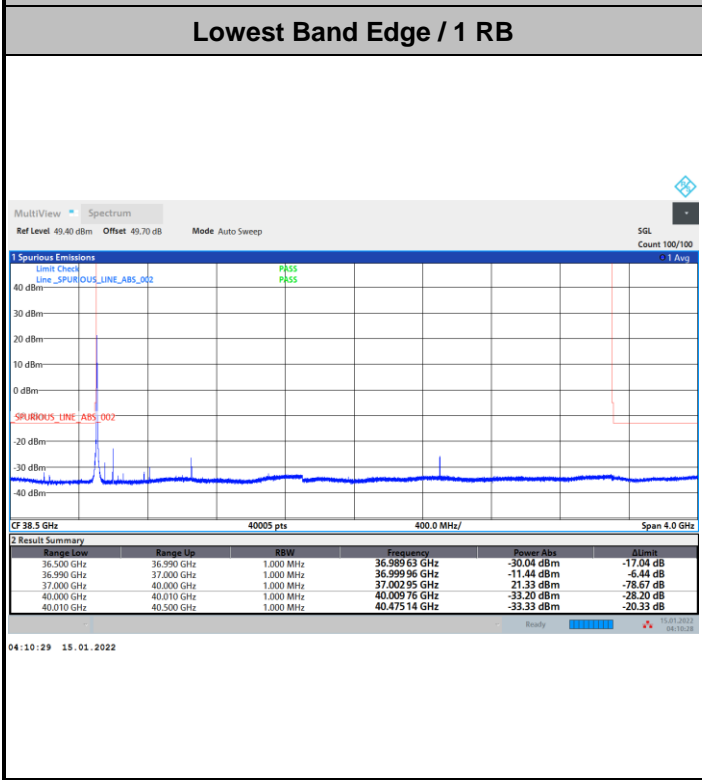 Lowest Band Edge / 1 RB
MultiView Spectrum
Ref Level 49.40 dBm Offset 49.70 dB Mode Auto Sweep SGL
Count 100/100
1 Spurious Emissions 1 Avg
Limit Check PASS
Line _SPURIOUS_LINE_ABS_002 PASS
40 dBm
30 dBm
20 dBm
10 dBm
0 dBm
_SPURIOUS_LINE_ABS_002
-20 dBm
-30 dBm
-40 dBm
CF 38.5 GHz 40005 pts 400.0 MHz/ Span 4.0 GHz
2 Result Summary
Range Low Range Up RBW Frequency Power Abs ΔLimit
36.500 GHz 36.990 GHz 1.000 MHz 36.989 63 GHz -30.04 dBm -17.04 dB
36.990 GHz 37.000 GHz 1.000 MHz 36.999 96 GHz -11.44 dBm -6.44 dB
37.000 GHz 40.000 GHz 1.000 MHz 37.002 95 GHz 21.33 dBm -78.67 dB
40.000 GHz 40.010 GHz 1.000 MHz 40.009 76 GHz -33.20 dBm -28.20 dB
40.010 GHz 40.500 GHz 1.000 MHz 40.475 14 GHz -33.33 dBm -20.33 dB
Ready 15.01.2022
04:10:28
04:10:29 15.01.2022